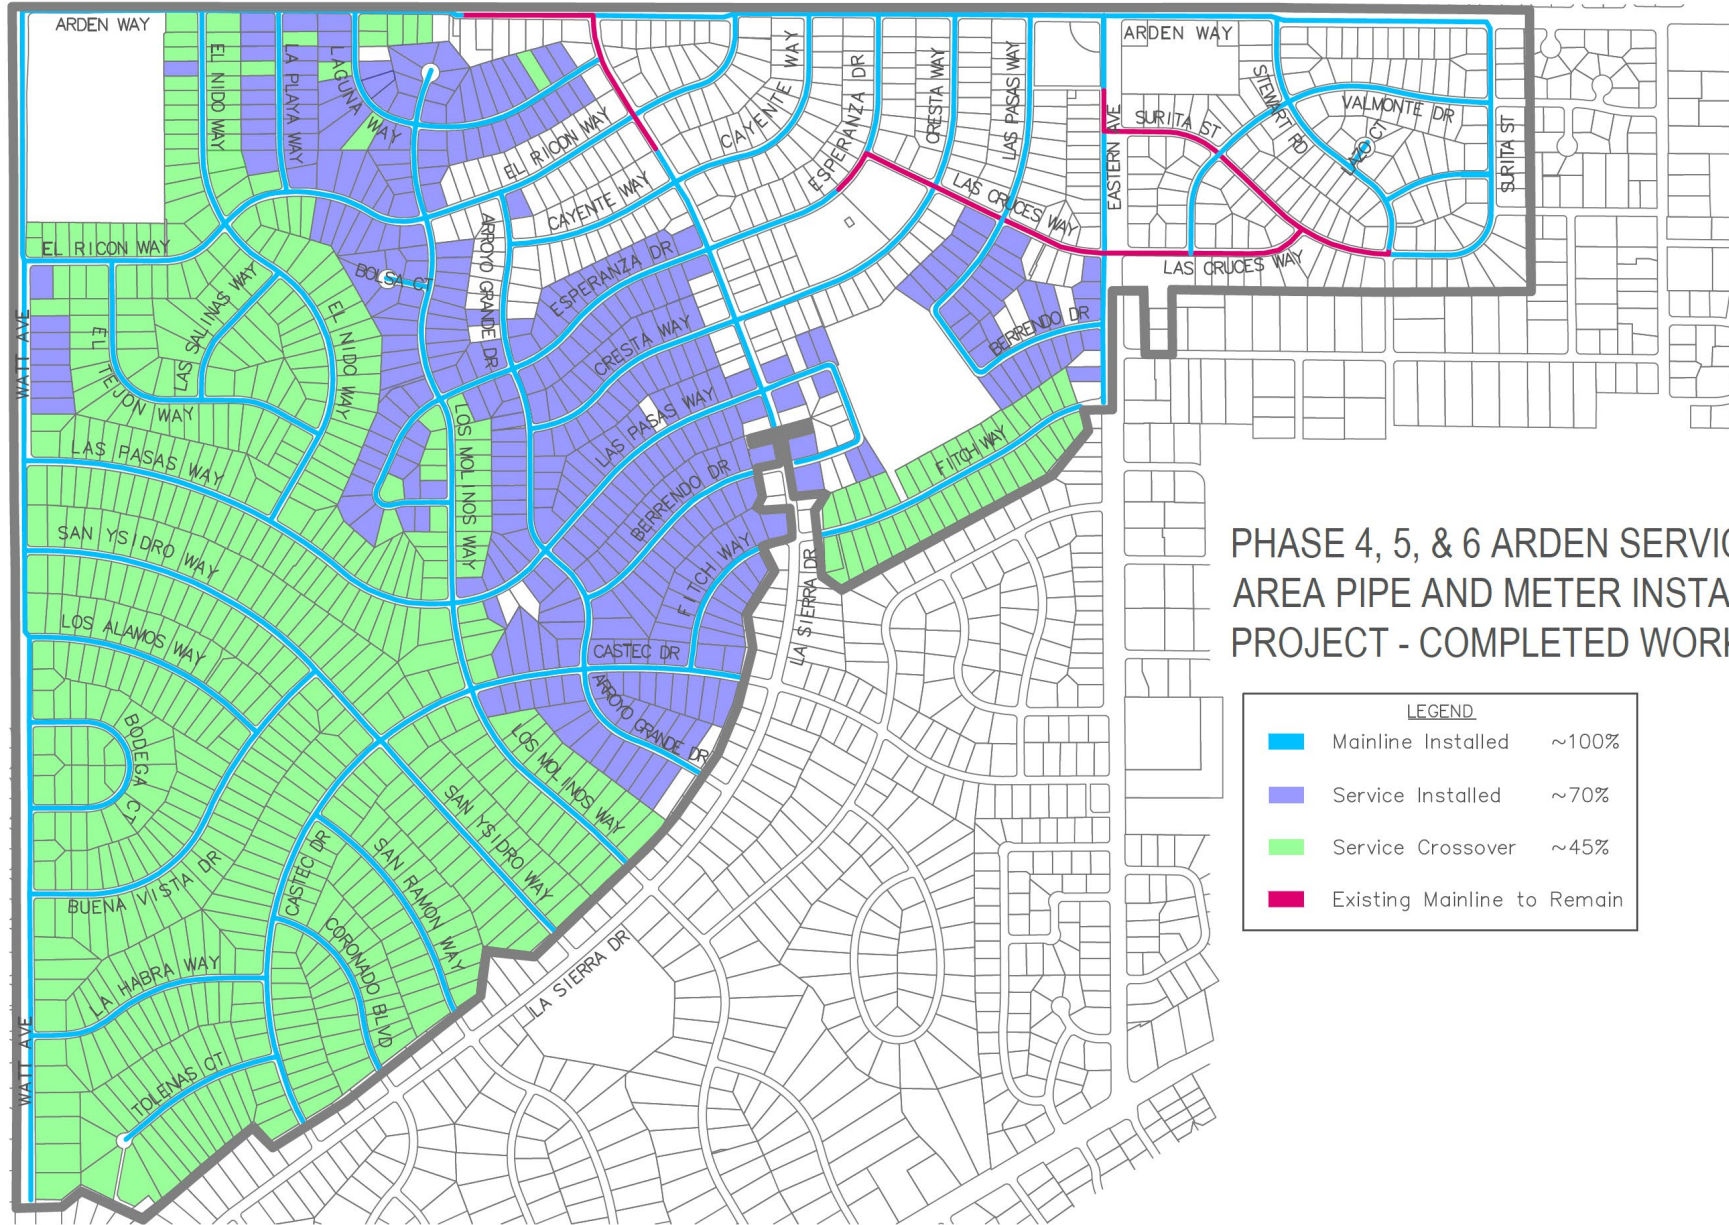 ARDEN WAY
EL NIDO WAY
LA PLAYA WAY
LAGUNA WAY
EL RICON WAY
CAYENTE WAY
CAYENTE WAY
ESPERANZA DR
CRESTA WAY
LAS PASAS WAY
ARDEN WAY
EASTERN AVE
SURITA ST
STEWART RD
VALMONTE DR
LAZO CT
SURITA ST
LAS CRUCES WAY
LAS CRUCES WAY
EL RICON WAY
BOLSA CT
ARROYO GRANDE DR
ESPERANZA DR
CRESTA WAY
LAS PASAS WAY
BERRENDO DR
BERRENDO DR
WATT AVE
EL TEJON WAY
LAS SALINAS WAY
EL NIDO WAY
LAS PASAS WAY
LOS MOLINOS WAY
FITCH WAY
FITCH WAY
SAN YSIDRO WAY
LOS ALAMOS WAY
CASTEC DR
ARROYO GRANDE DR
LA SIERRA DR
BODEGA CT
LOS MOLINOS WAY
SAN YSIDRO WAY
SAN RAMON WAY
CASTEC DR
BUENA VISTA DR
CORONADO BLVD
LA HABRA WAY
LA SIERRA DR
WATT AVE
TOLENAS CT
PHASE 4, 5, & 6 ARDEN SERVIC
AREA PIPE AND METER INSTA
PROJECT - COMPLETED WORK
LEGEND
Mainline Installed ~100%
Service Installed ~70%
Service Crossover ~45%
Existing Mainline to Remain